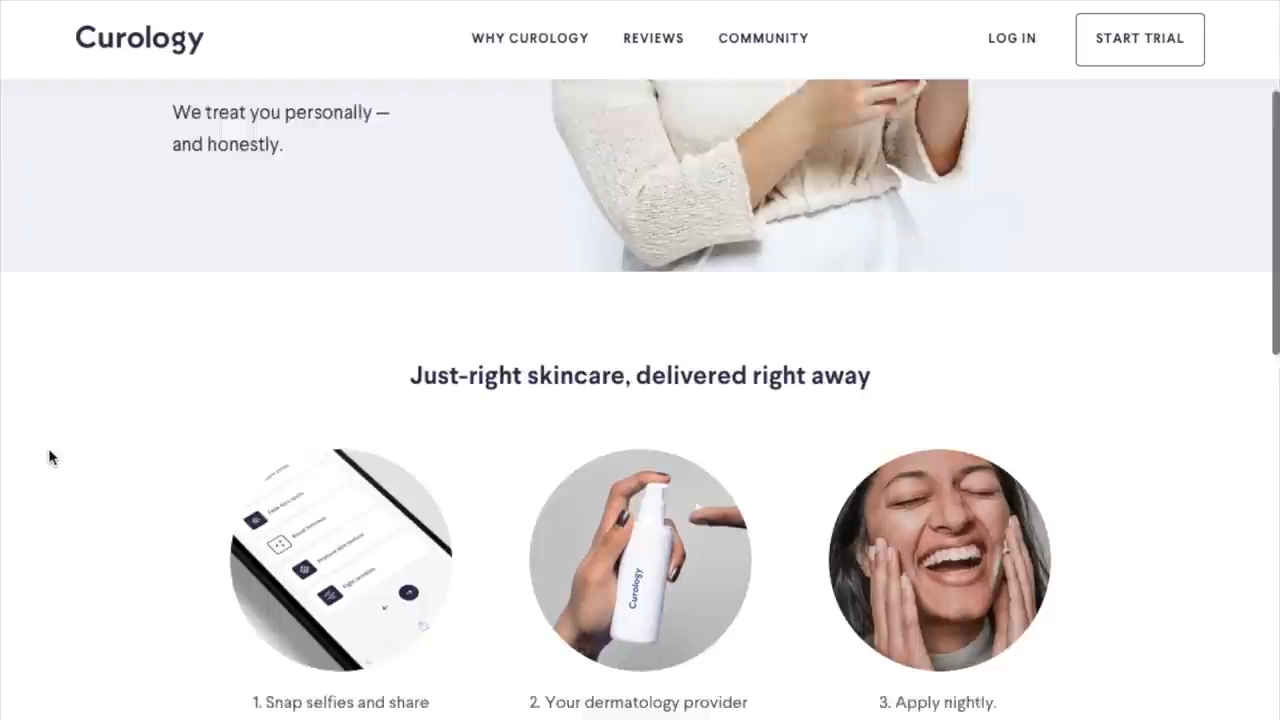 Curology
WHY CUROLOGY
REVIEWS
COMMUNITY
LOG IN
START TRIAL
We treat you personally —
and honestly.
Just-right skincare, delivered right away
Curology
1. Snap selfies and share
2. Your dermatology provider
3. Apply nightly.